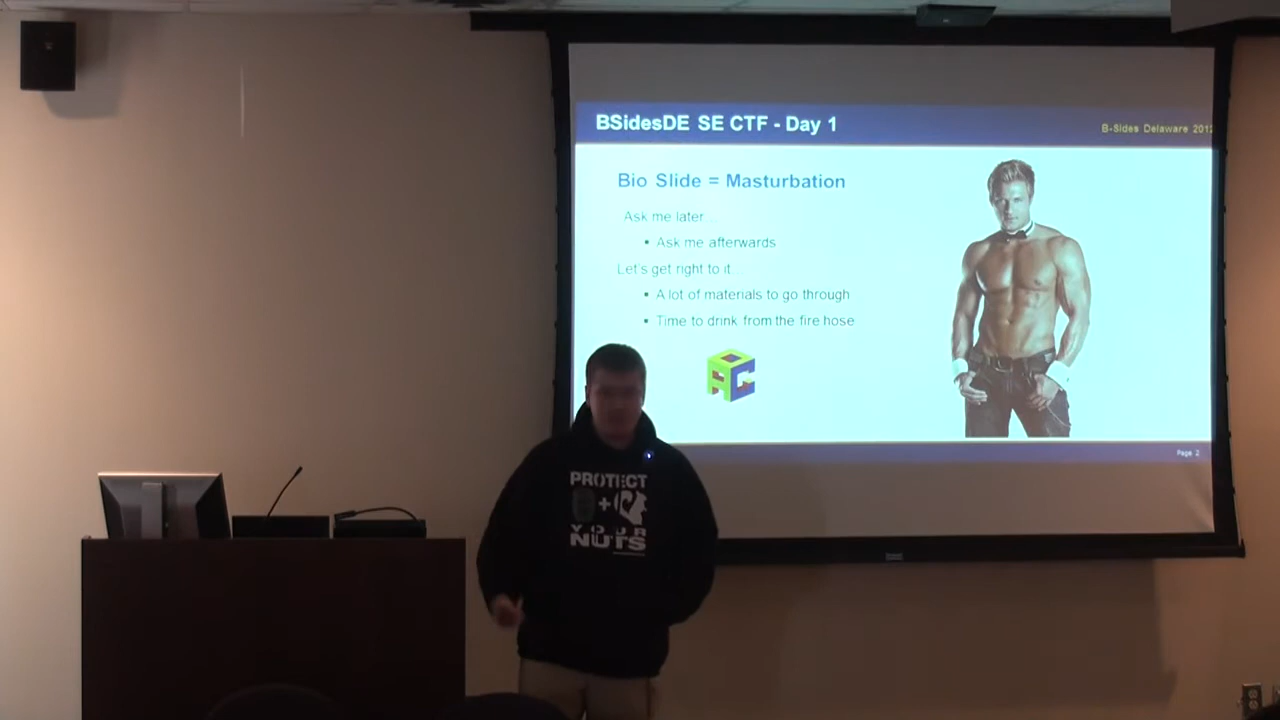 BSidesDE SE CTF - Day 1
B-Sides Delaware 2012
Bio Slide = Masturbation
Ask me later...
▪ Ask me afterwards
Let's get right to it...
▪ A lot of materials to go through
▪ Time to drink from the fire hose
Page 2
PROTECT
+
YOUR
NUTS